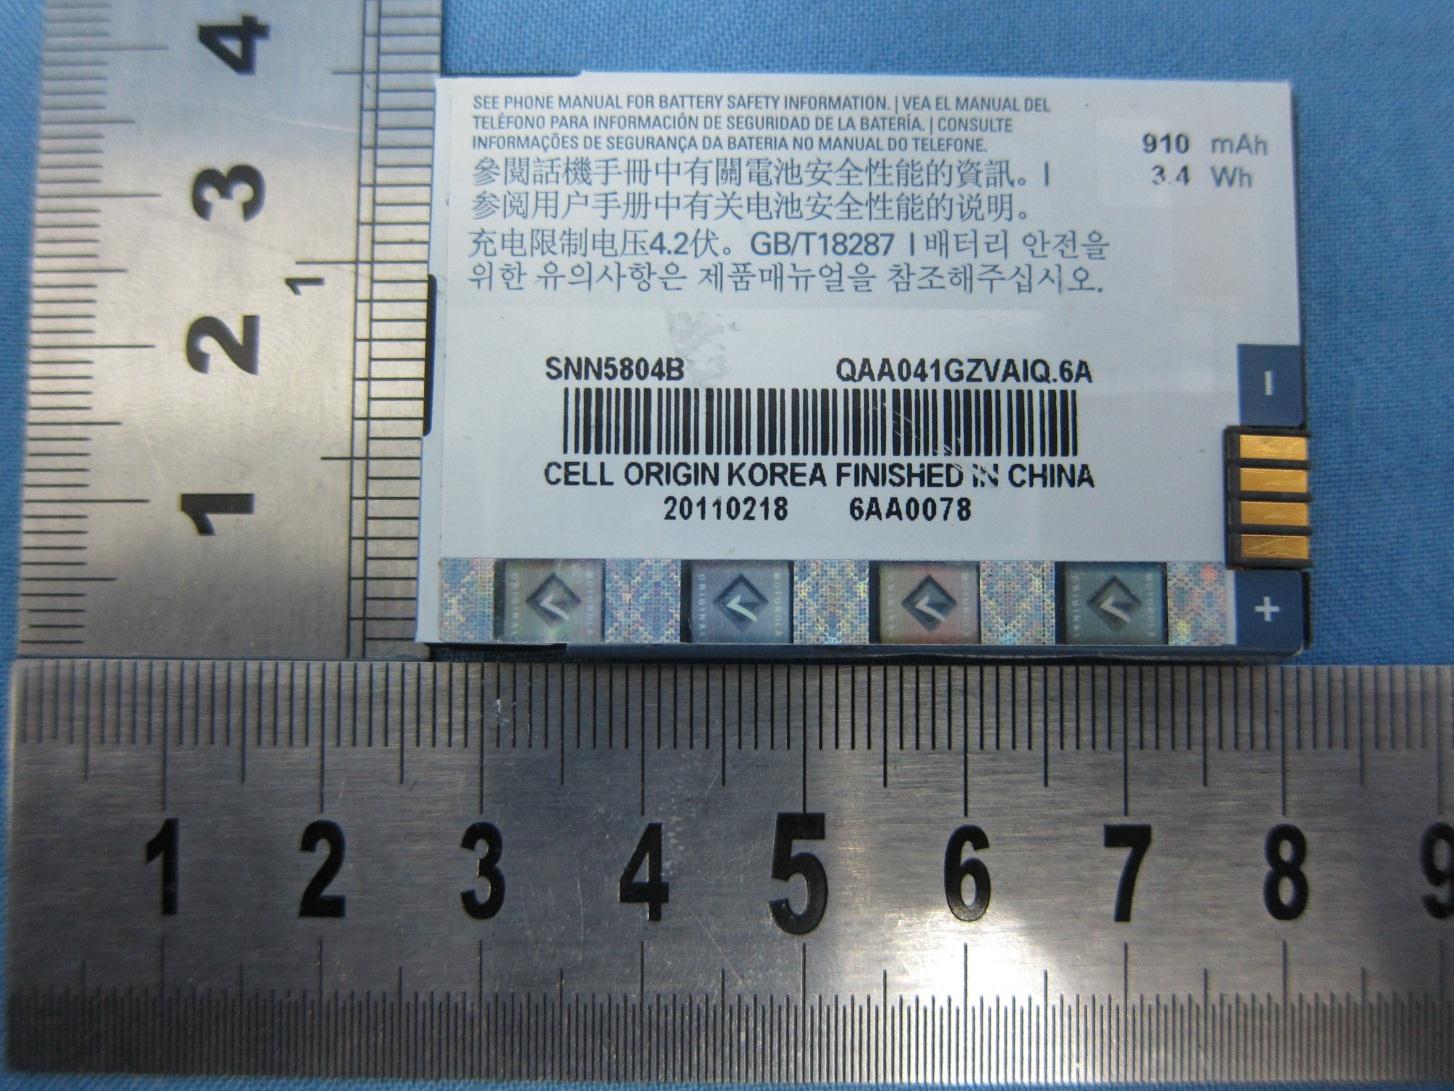 SEE PHONE MANUAL FOR BATTERY SAFETY INFORMATION. | VEA EL MANUAL DEL
TELÉFONO PARA INFORMACIÓN DE SEGURIDAD DE LA BATERÍA. | CONSULTE
INFORMAÇÕES DE SEGURANÇA DA BATERIA NO MANUAL DO TELEFONE.
參閱話機手冊中有關電池安全性能的資訊。 |
参阅用户手册中有关电池安全性能的说明。
充电限制电压4.2伏。 GB/T18287 | 배터리 안전을
위한 유의사항은 제품매뉴얼을 참조해주십시오.
910 mAh
3.4 Wh
SNN5804B QAA041GZVAIQ.6A
CELL ORIGIN KOREA FINISHED IN CHINA
20110218 6AA0078
-
+
4
3
2
1
1
1 2 3 4 5 6 7 8 9